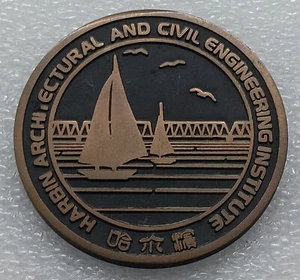 HARBIN ARCHITECTURAL AND CIVIL ENGINEERING INSTITUTE
哈尔滨